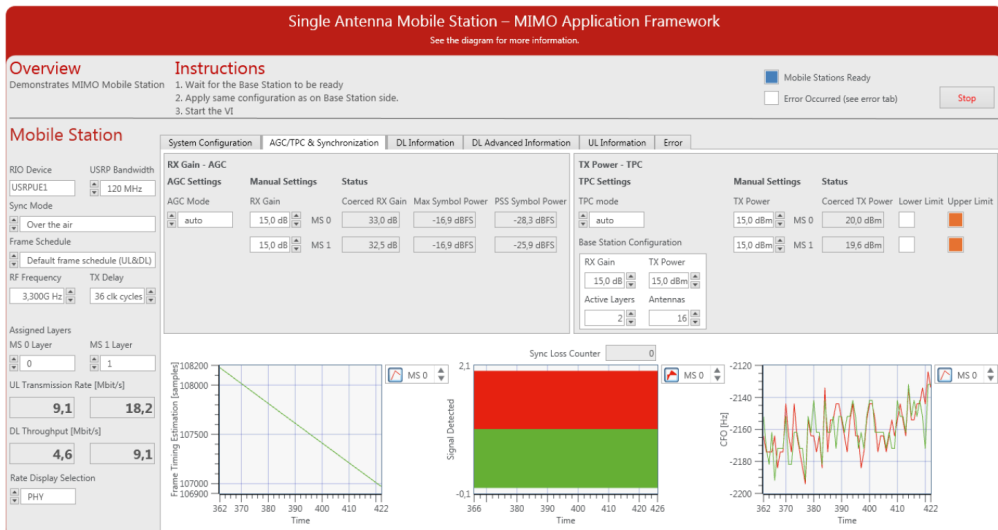 Single Antenna Mobile Station – MIMO Application Framework
See the diagram for more information.
Overview
Demonstrates MIMO Mobile Station
Instructions
1. Wait for the Base Station to be ready
2. Apply same configuration as on Base Station side.
3. Start the VI
Mobile Stations Ready
Error Occurred (see error tab)
Stop
Mobile Station
RIO Device USRP Bandwidth
USRPUE1 120 MHz
Sync Mode
Over the air
Frame Schedule
Default frame schedule (UL&DL)
RF Frequency TX Delay
3,300G Hz 36 clk cycles
Assigned Layers
MS 0 Layer MS 1 Layer
0 1
UL Transmission Rate [Mbit/s]
9,1 18,2
DL Throughput [Mbit/s]
4,6 9,1
Rate Display Selection
PHY
System Configuration AGC/TPC & Synchronization DL Information DL Advanced Information UL Information Error
RX Gain - AGC
AGC Settings Manual Settings Status
AGC Mode RX Gain Coerced RX Gain Max Symbol Power PSS Symbol Power
auto 15,0 dB MS 0 33,0 dB -16,9 dBFS -28,3 dBFS
15,0 dB MS 1 32,5 dB -16,9 dBFS -25,9 dBFS
TX Power - TPC
TPC Settings Manual Settings Status
TPC mode TX Power Coerced TX Power Lower Limit Upper Limit
auto 15,0 dBm MS 0 20,0 dBm
15,0 dBm MS 1 19,6 dBm
Base Station Configuration
RX Gain TX Power
15,0 dB 15,0 dBm
Active Layers Antennas
2 16
Sync Loss Counter 0
Frame Timing Estimation [samples]
108200
108000
107500
107000
106900
362 370 380 390 400 410 422
Time
MS 0
Signal Detected
2,1
-0,1
366 380 390 400 410 420 426
Time
MS 0
CFO [Hz]
-2120
-2140
-2160
-2180
-2200
362 370 380 390 400 410 422
Time
MS 0